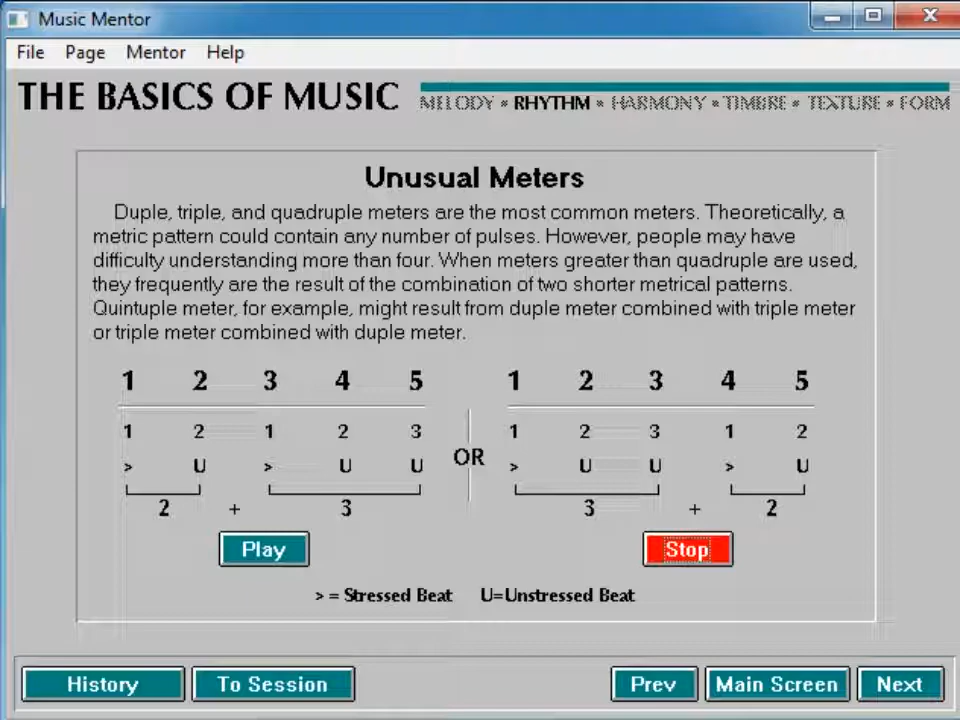 Music Mentor
File Page Mentor Help
THE BASICS OF MUSIC
MELODY * RHYTHM * HARMONY * TIMBRE * TEXTURE * FORM
Unusual Meters
Duple, triple, and quadruple meters are the most common meters. Theoretically, a
metric pattern could contain any number of pulses. However, people may have
difficulty understanding more than four. When meters greater than quadruple are used,
they frequently are the result of the combination of two shorter metrical patterns.
Quintuple meter, for example, might result from duple meter combined with triple meter
or triple meter combined with duple meter.
1 2 3 4 5
1 2 1 2 3
> U > U U
2 + 3
OR
1 2 3 4 5
1 2 3 1 2
> U U > U
3 + 2
Play
Stop
> = Stressed Beat U=Unstressed Beat
History To Session Prev Main Screen Next